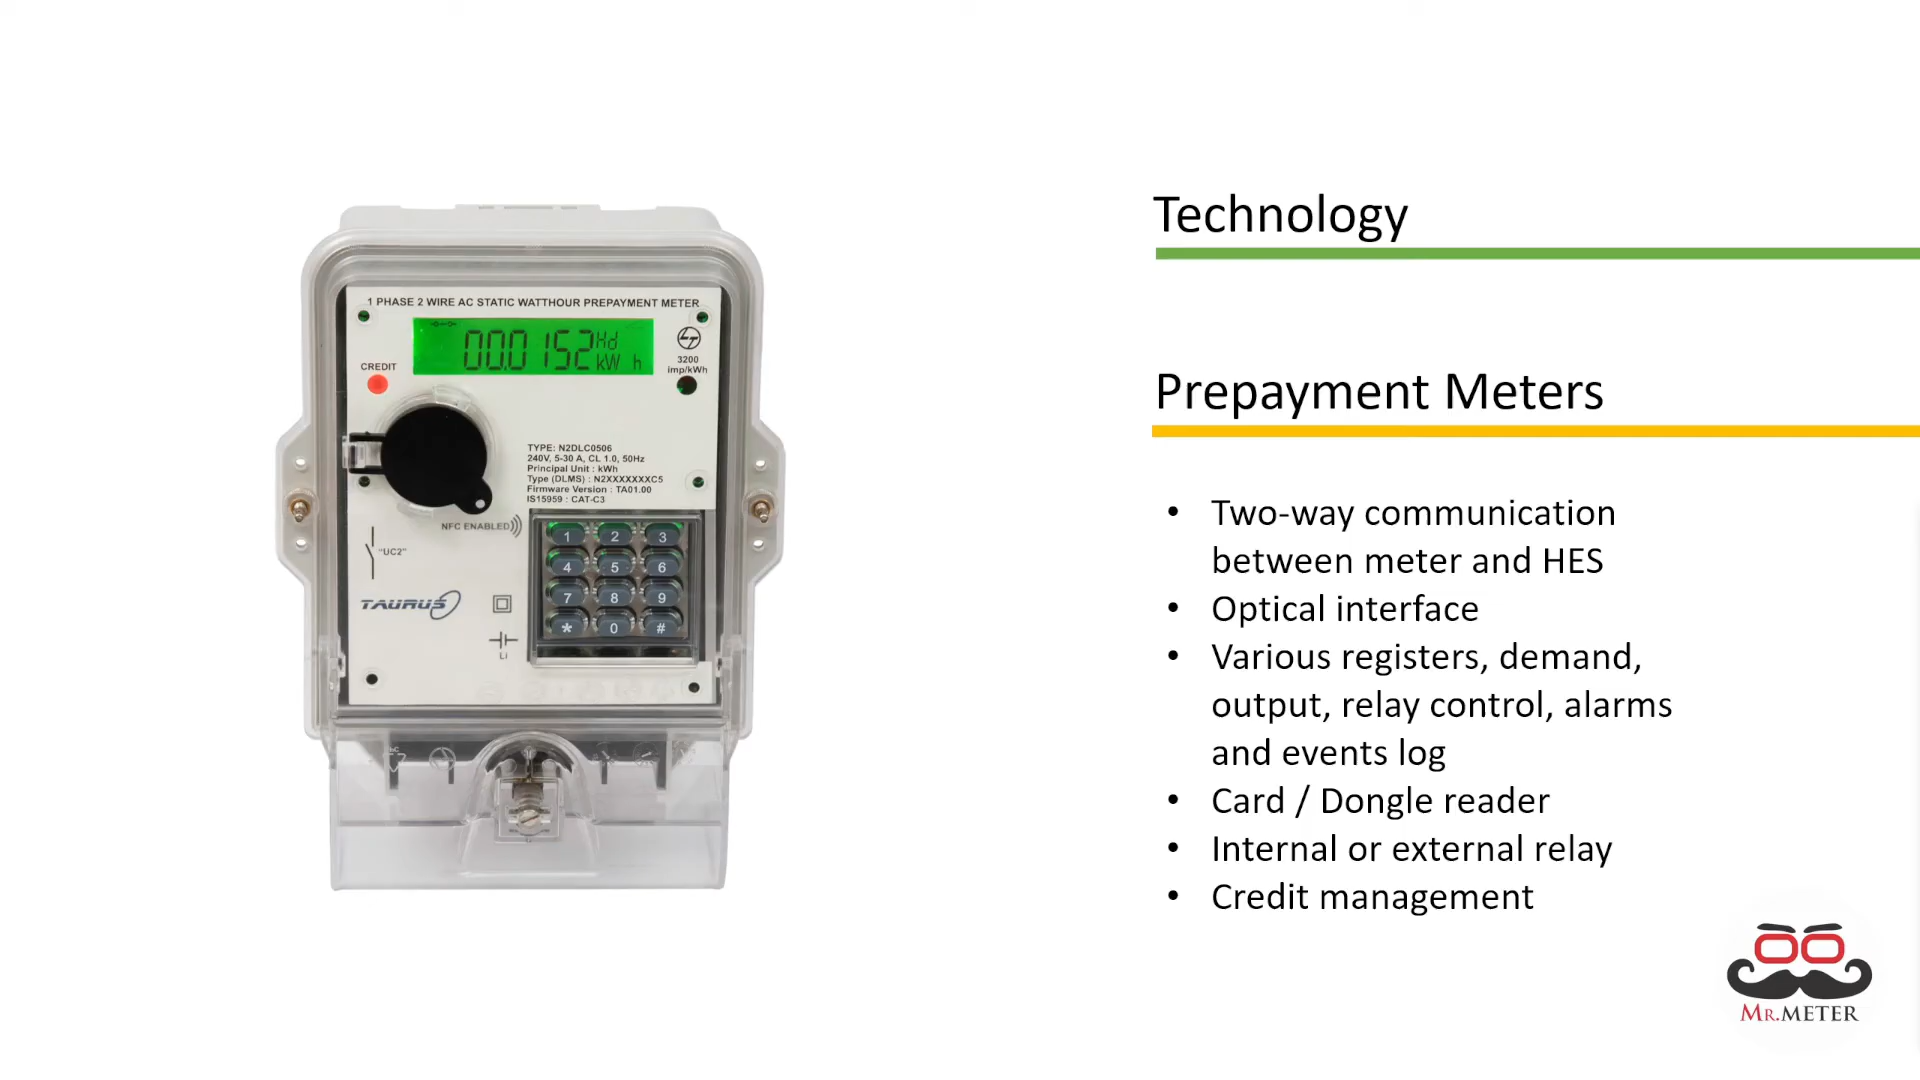 Technology
Prepayment Meters
• Two-way communication
between meter and HES
• Optical interface
• Various registers, demand,
output, relay control, alarms
and events log
• Card / Dongle reader
• Internal or external relay
• Credit management
1 PHASE 2 WIRE AC STATIC WATTHOUR PREPAYMENT METER
00.0152 Hd
kW h
CREDIT
3200
imp/kWh
TYPE: N2DLC0506
240V, 5-30 A, CL 1.0, 50Hz
Principal Unit : kWh
Type (DLMS) : N2XXXXXXXC5
Firmware Version : TA01.00
IS15959 : CAT-C3
NFC ENABLED
"UC2"
TAURUS
Li
1 2 3
4 5 6
7 8 9
* 0 #
MR.METER